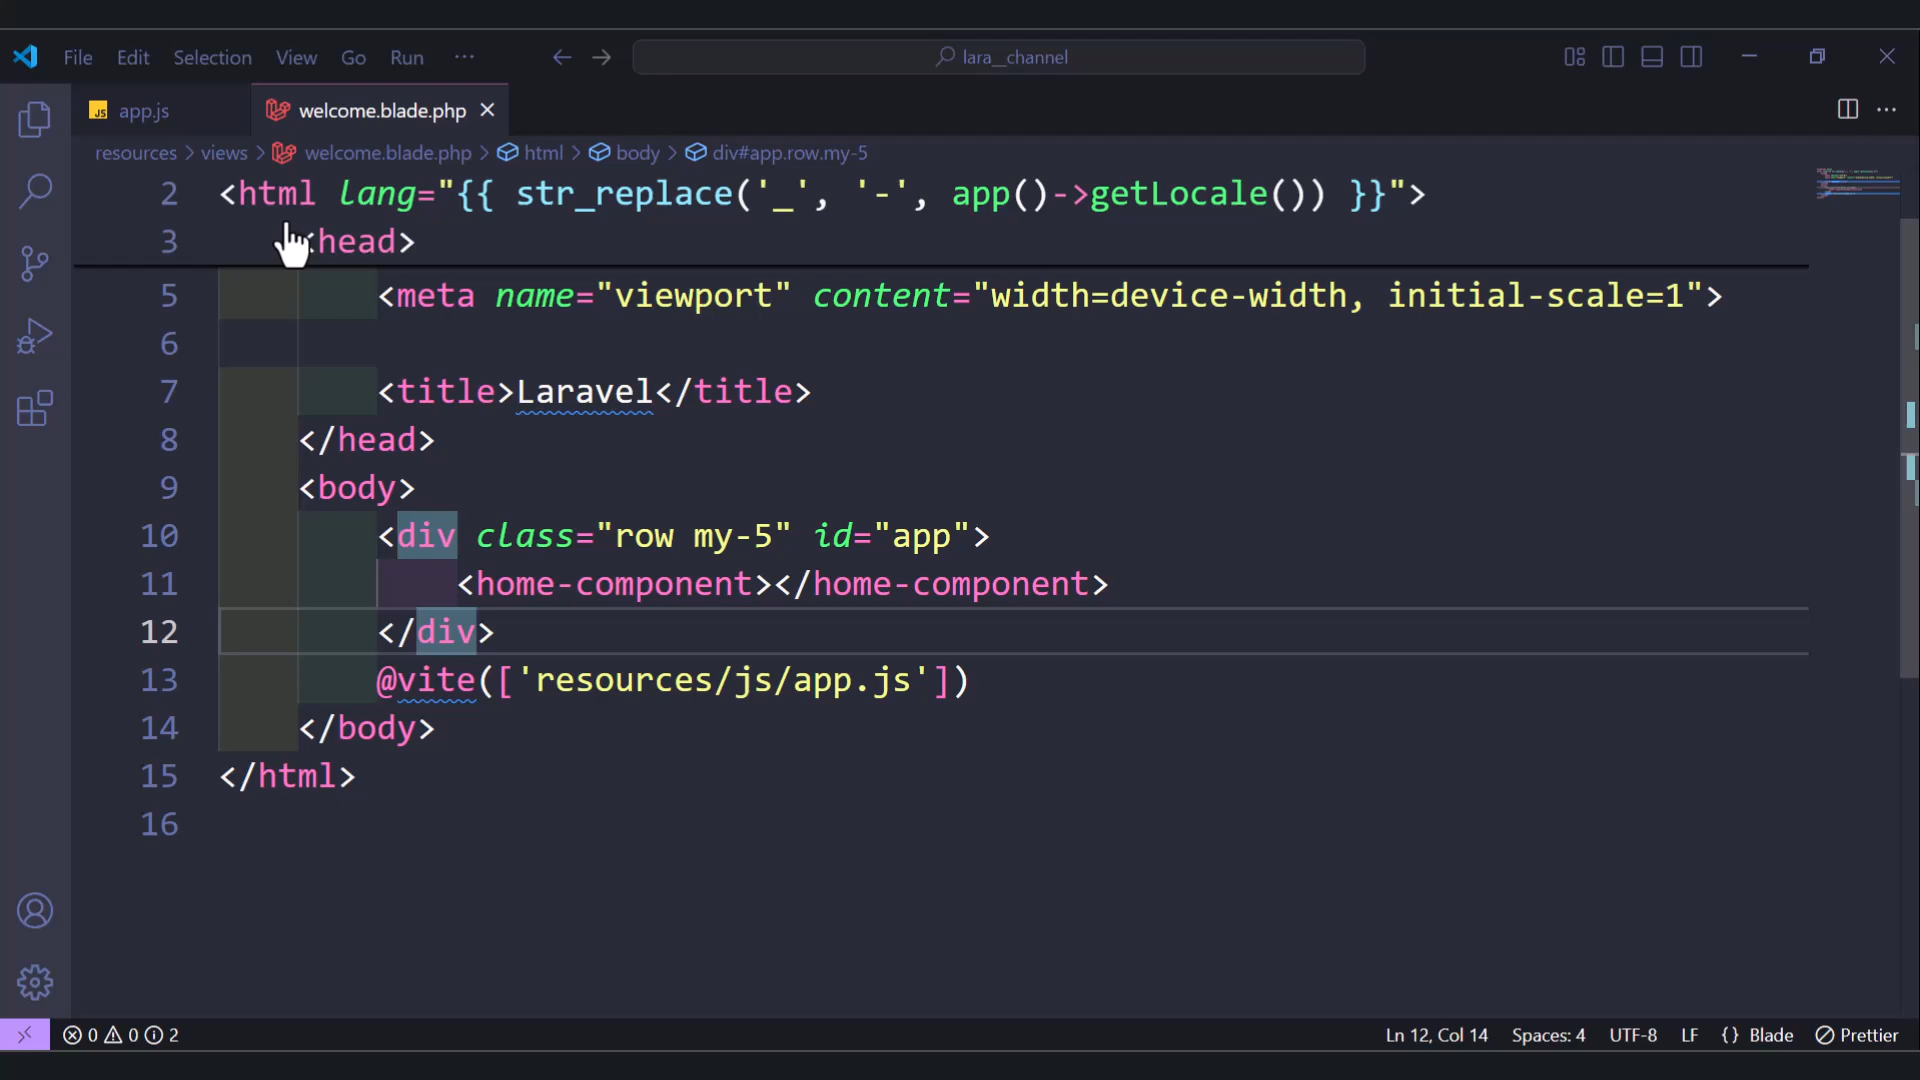 File Edit Selection View Go Run ··· lara__channel
JS app.js welcome.blade.php
resources > views > welcome.blade.php > html > body > div#app.row.my-5
2 <html lang="{{ str_replace('_', '-', app()->getLocale()) }}">
3 <head>
5 <meta name="viewport" content="width=device-width, initial-scale=1">
6
7 <title>Laravel</title>
8 </head>
9 <body>
10 <div class="row my-5" id="app">
11 <home-component></home-component>
12 </div>
13 @vite(['resources/js/app.js'])
14 </body>
15 </html>
16
0 0 2 Ln 12, Col 14 Spaces: 4 UTF-8 LF {} Blade Prettier